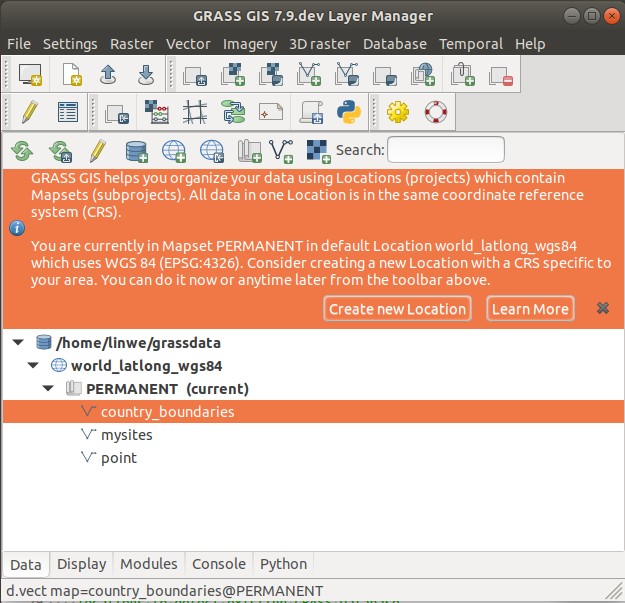 GRASS GIS 7.9.dev Layer Manager
File Settings Raster Vector Imagery 3D raster Database Temporal Help
Search:
GRASS GIS helps you organize your data using Locations (projects) which contain
Mapsets (subprojects). All data in one Location is in the same coordinate reference
system (CRS).
You are currently in Mapset PERMANENT in default Location world_latlong_wgs84
which uses WGS 84 (EPSG:4326). Consider creating a new Location with a CRS specific to
your area. You can do it now or anytime later from the toolbar above.
Create new Location Learn More
/home/linwe/grassdata
world_latlong_wgs84
PERMANENT (current)
country_boundaries
mysites
point
Data Display Modules Console Python
d.vect map=country_boundaries@PERMANENT